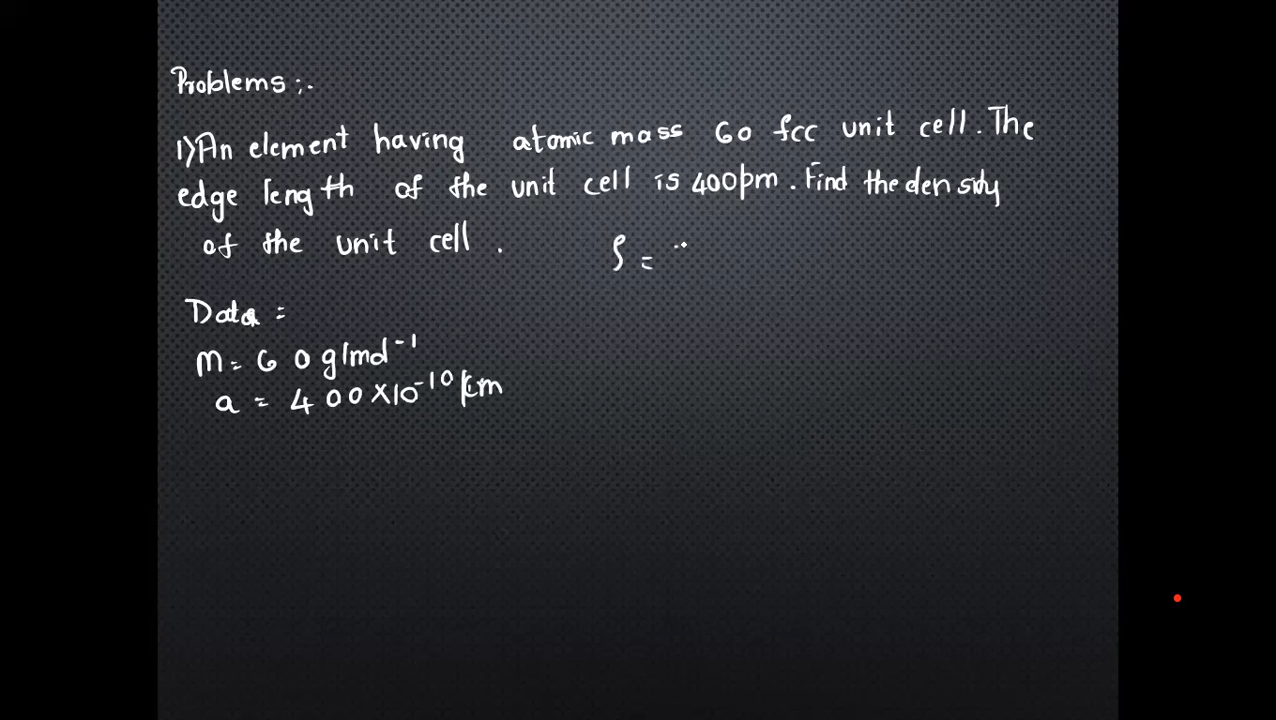 Problems :-
1) An element having atomic mass 60 fcc unit cell. The
edge length of the unit cell is 400pm. Find the density
of the unit cell.
ρ =
Data =
M = 60 g/mol⁻¹
a = 400×10⁻¹⁰ cm